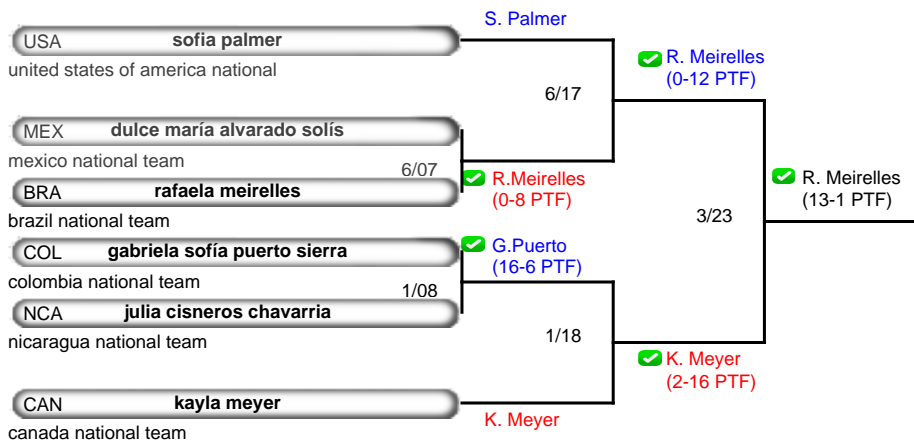 S. Palmer
USA sofia palmer
united states of america national
R. Meirelles
(0-12 PTF)
6/17
MEX dulce maría alvarado solís
mexico national team
6/07
BRA rafaela meirelles
brazil national team
R.Meirelles
(0-8 PTF)
R. Meirelles
(13-1 PTF)
3/23
COL gabriela sofía puerto sierra
colombia national team
G.Puerto
(16-6 PTF)
1/08
NCA julia cisneros chavarria
nicaragua national team
1/18
K. Meyer
(2-16 PTF)
CAN kayla meyer
canada national team
K. Meyer